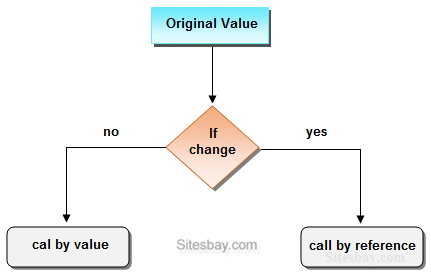 Original Value
If
change
no
yes
cal by value
call by reference
Sitesbay.com
Sitesbay.com